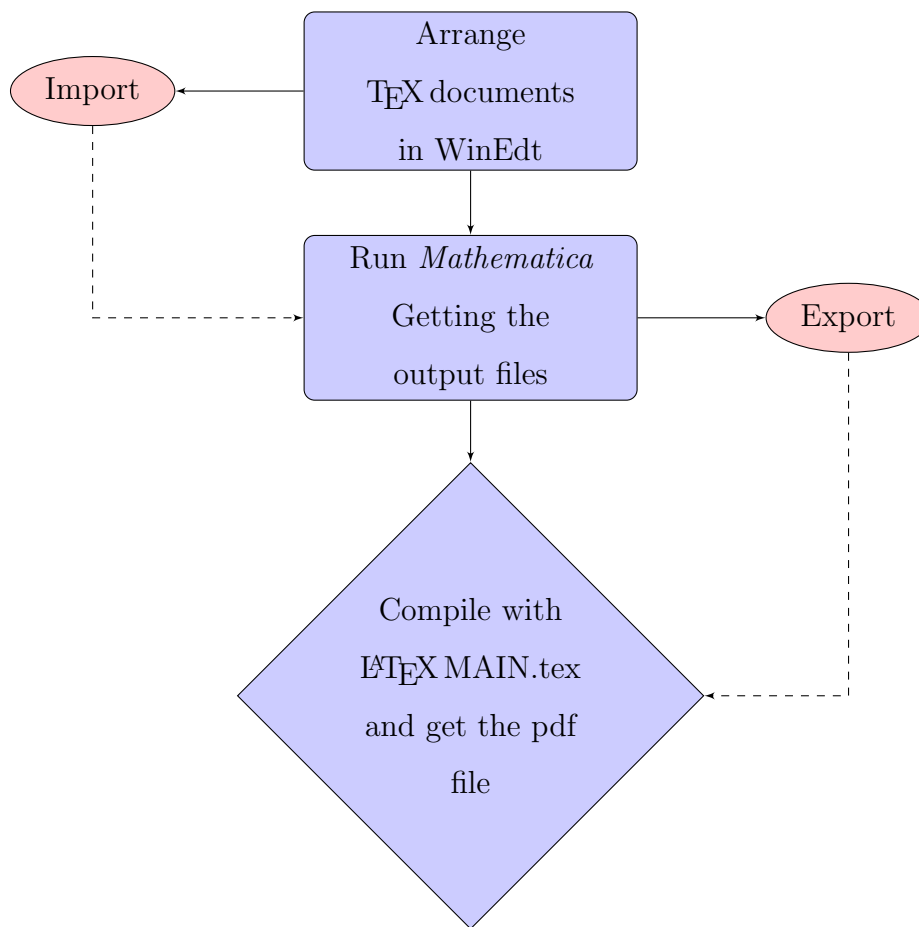 Arrange
TEX documents
in WinEdt
Import
Run Mathematica
Getting the
output files
Export
Compile with
LATEX MAIN.tex
and get the pdf
file